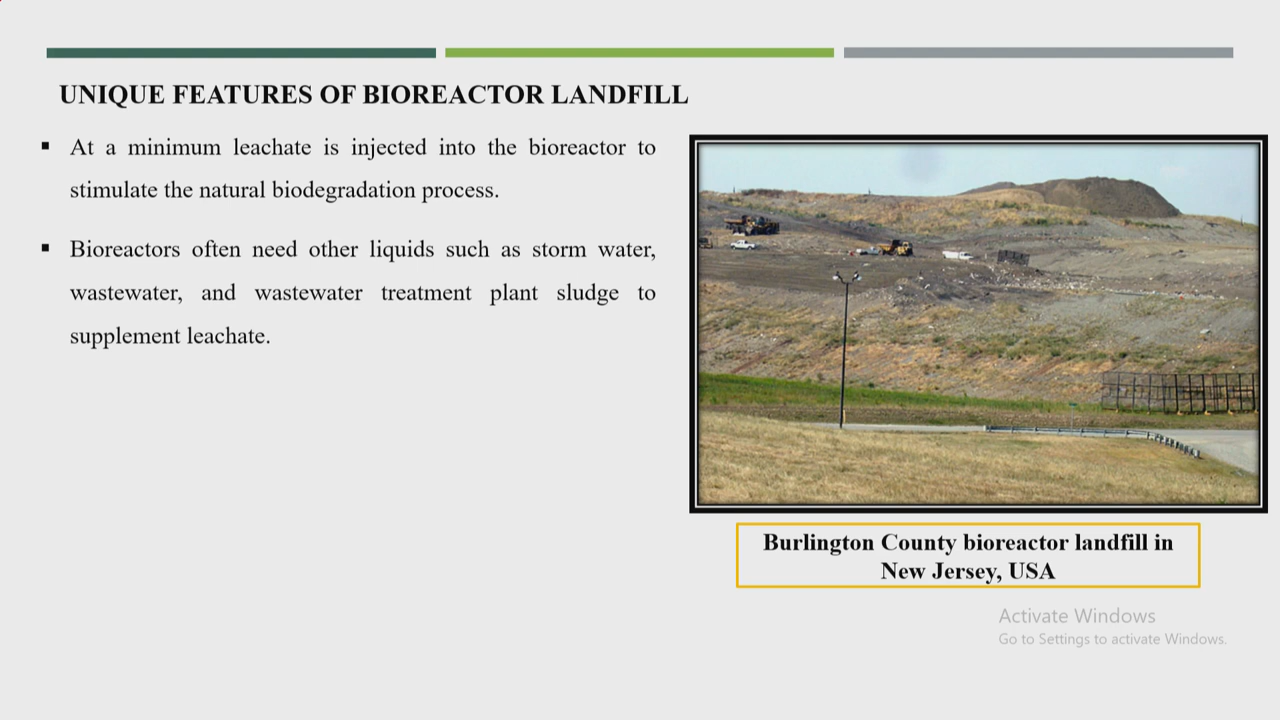 UNIQUE FEATURES OF BIOREACTOR LANDFILL
▪ At a minimum leachate is injected into the bioreactor to
stimulate the natural biodegradation process.
▪ Bioreactors often need other liquids such as storm water,
wastewater, and wastewater treatment plant sludge to
supplement leachate.
Burlington County bioreactor landfill in
New Jersey, USA
Activate Windows
Go to Settings to activate Windows.